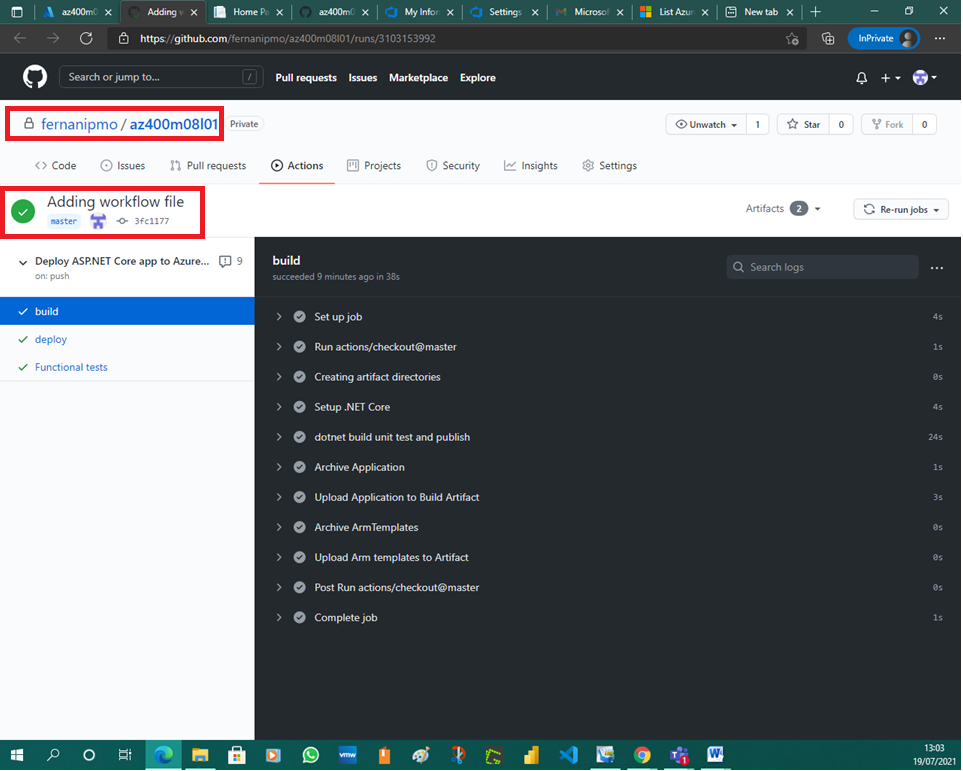 az400m0
Adding w
Home Pa
az400m0
My Infor
Settings
Microsof
List Azur
New tab
https://github.com/fernanipmo/az400m08l01/runs/3103153992
InPrivate
Search or jump to... /
Pull requests Issues Marketplace Explore
fernanipmo / az400m08l01 Private
Unwatch 1 Star 0 Fork 0
Code Issues Pull requests Actions Projects Security Insights Settings
Adding workflow file
master 3fc1177
Artifacts 2
Re-run jobs
Deploy ASP.NET Core app to Azure... 9
on: push
build
deploy
Functional tests
build
succeeded 9 minutes ago in 38s
Search logs
Set up job 4s
Run actions/checkout@master 1s
Creating artifact directories 0s
Setup .NET Core 4s
dotnet build unit test and publish 24s
Archive Application 1s
Upload Application to Build Artifact 3s
Archive ArmTemplates 0s
Upload Arm templates to Artifact 0s
Post Run actions/checkout@master 0s
Complete job 1s
vmw
1
13:03
19/07/2021